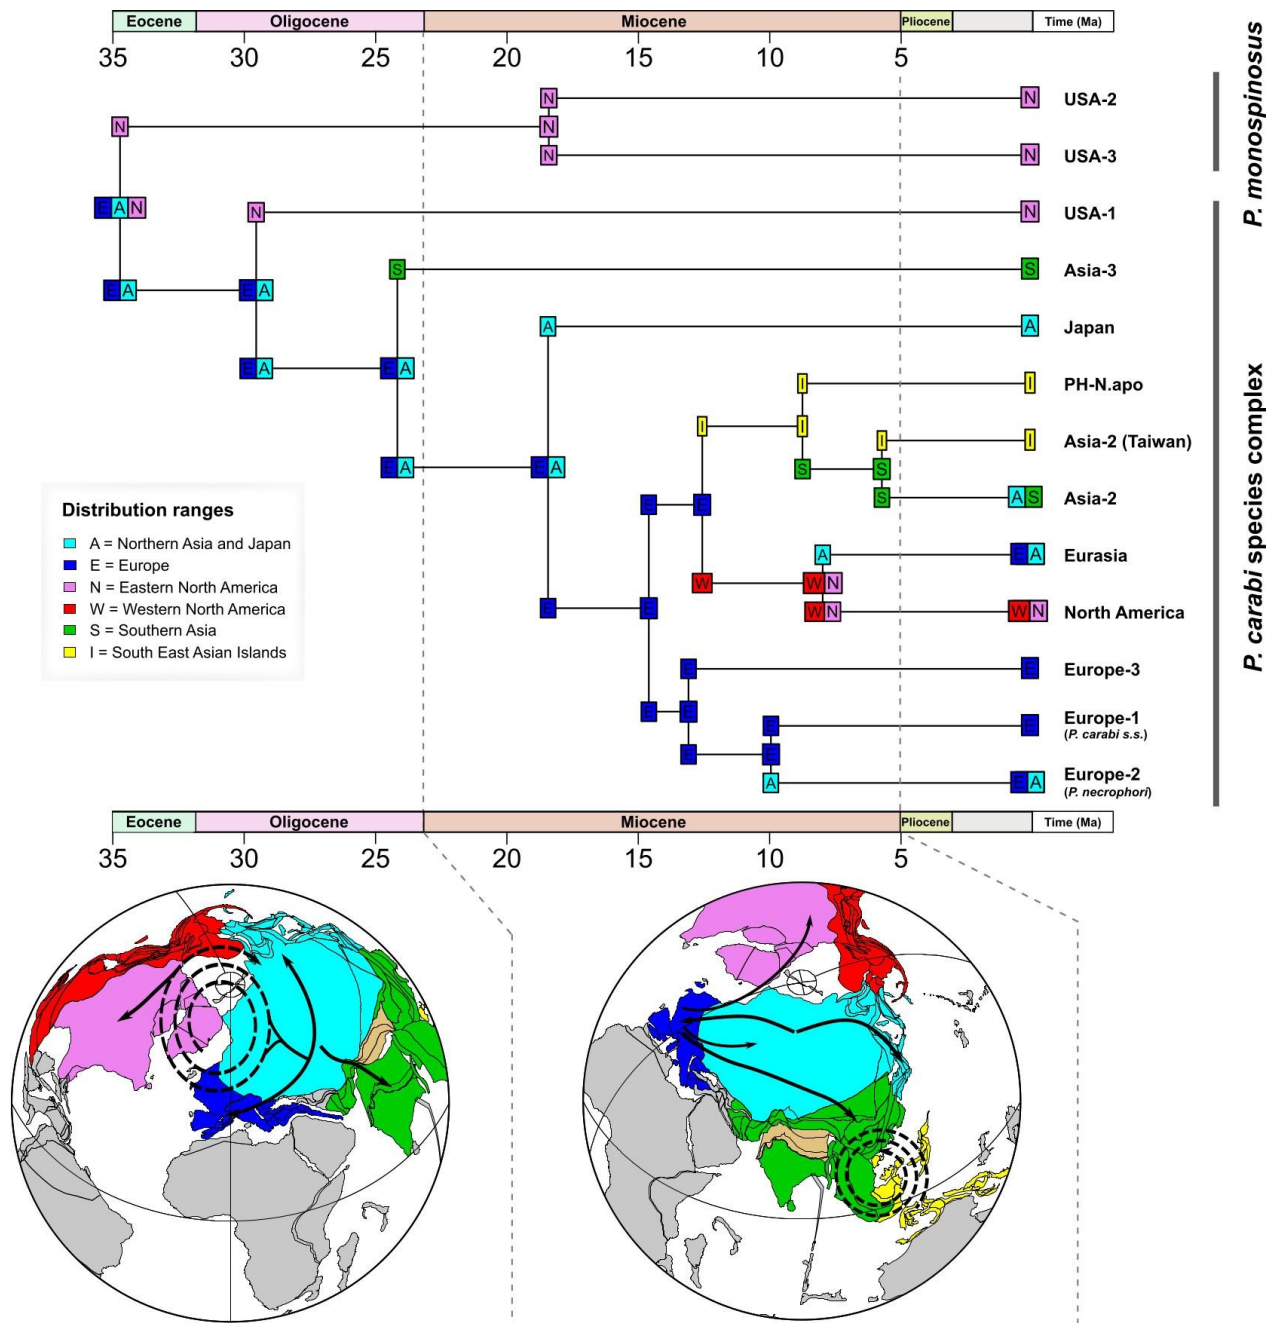 Eocene Oligocene Miocene Pliocene Time (Ma)
35 30 25 20 15 10 5
N USA-2
N N
N USA-3
N N
E A N
N N USA-1
S S Asia-3
E A E A
A A Japan
E A E A
I I PH-N.apo
I I
I I Asia-2 (Taiwan)
E A E A S S
S A S Asia-2
E E
A E A Eurasia
W W N
E E
W N W N North America
E E Europe-3
E E
E E Europe-1
(P. carabi s.s.)
E E
A E A Europe-2
(P. necrophori)
P. monospinosus
P. carabi species complex
Distribution ranges
A = Northern Asia and Japan
E = Europe
N = Eastern North America
W = Western North America
S = Southern Asia
I = South East Asian Islands
Eocene Oligocene Miocene Pliocene Time (Ma)
35 30 25 20 15 10 5